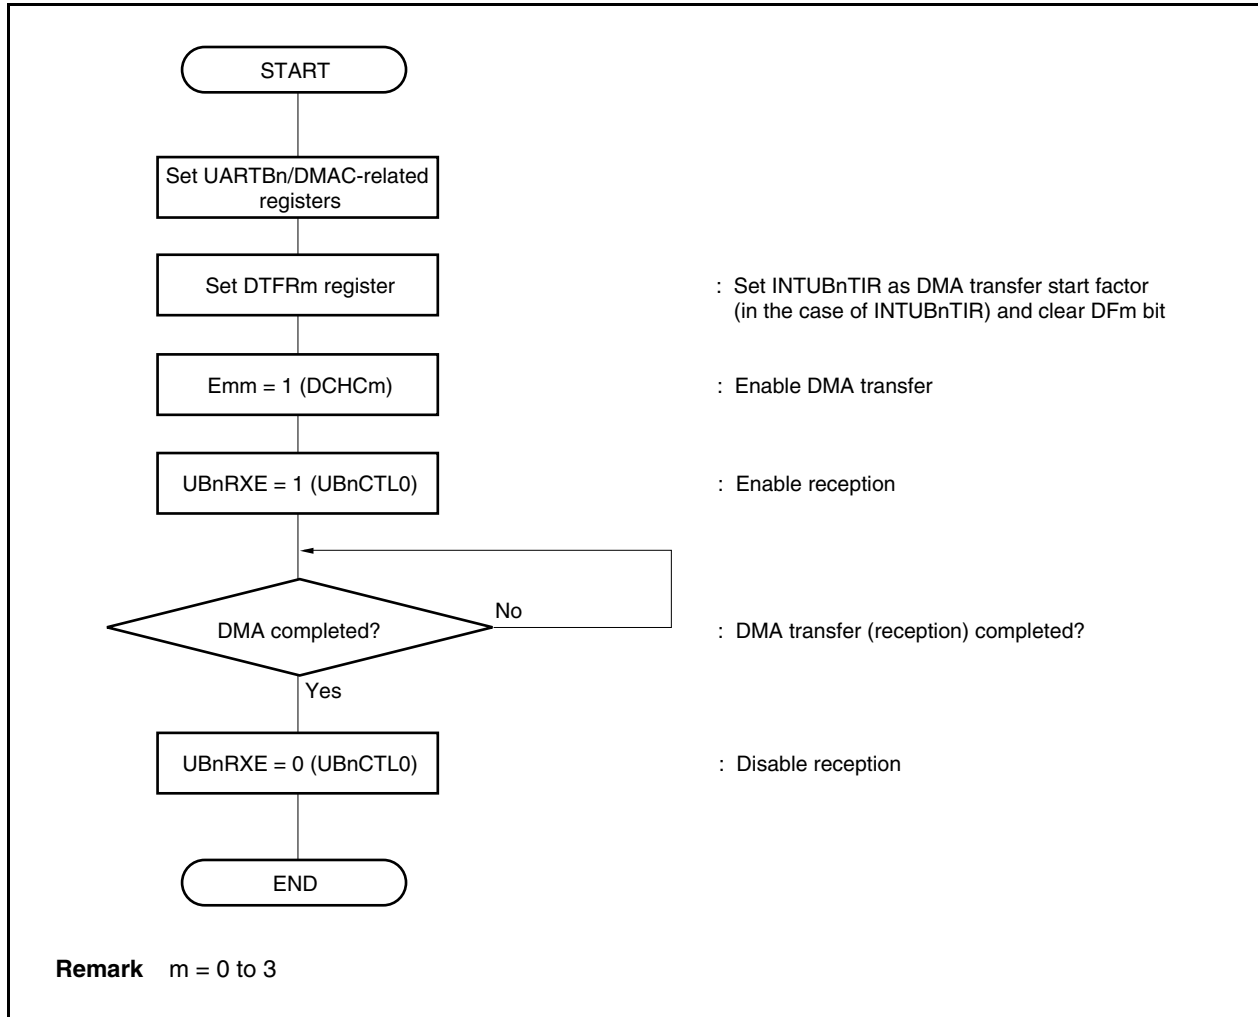 START
Set UARTBn/DMAC-related
registers
Set DTFRm register
: Set INTUBnTIR as DMA transfer start factor
(in the case of INTUBnTIR) and clear DFm bit
Emm = 1 (DCHCm)
: Enable DMA transfer
UBnRXE = 1 (UBnCTL0)
: Enable reception
No
DMA completed?
: DMA transfer (reception) completed?
Yes
UBnRXE = 0 (UBnCTL0)
: Disable reception
END
Remark m = 0 to 3